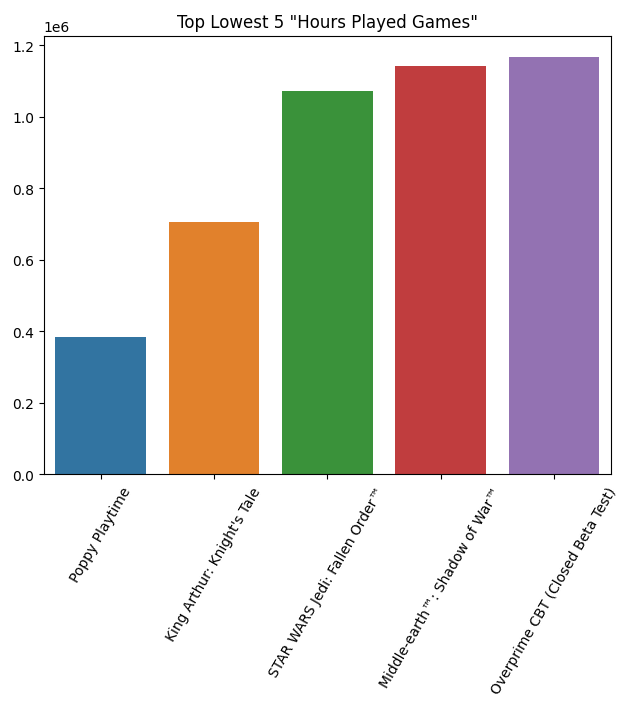 Top Lowest 5 "Hours Played Games"
1e6
1.2
1.0
0.8
0.6
0.4
0.2
0.0
Poppy Playtime
King Arthur: Knight's Tale
STAR WARS Jedi: Fallen Order™
Middle-earth™: Shadow of War™
Overprime CBT (Closed Beta Test)